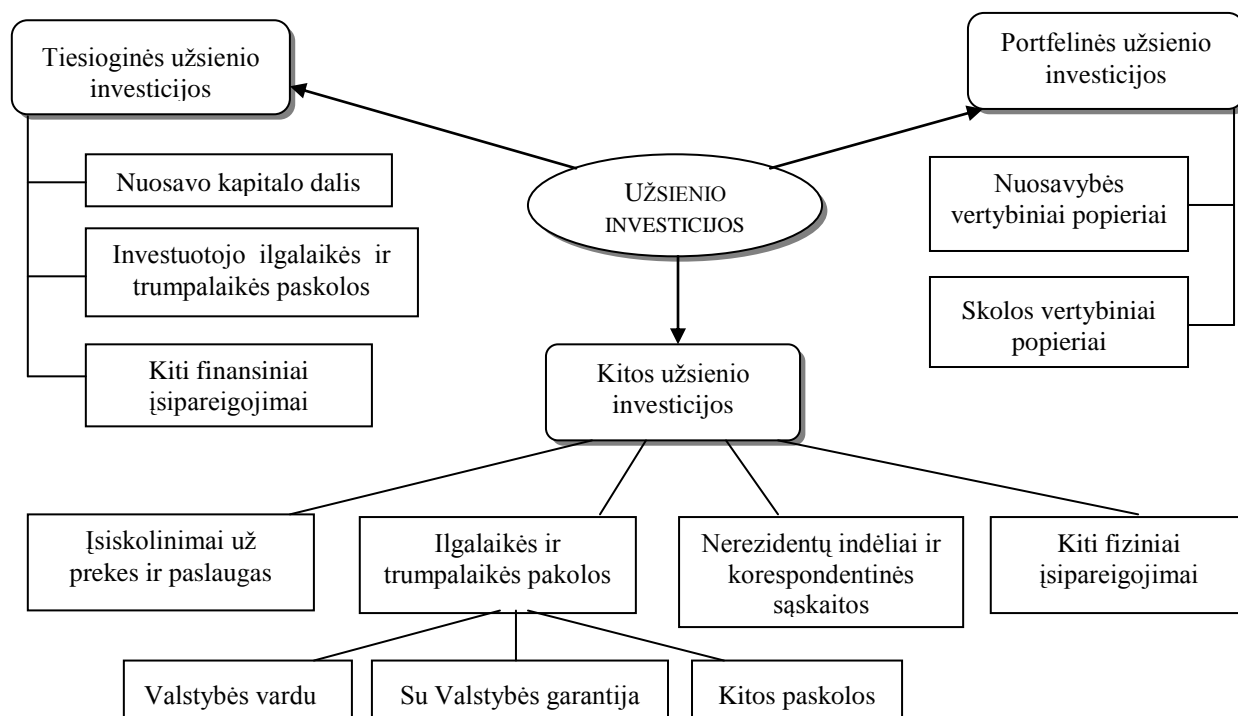 Tiesioginės užsienio
investicijos
Portfelinės užsienio
investicijos
Nuosavo kapitalo dalis
UŽSIENIO
INVESTICIJOS
Nuosavybės
vertybiniai popieriai
Investuotojo ilgalaikės ir
trumpalaikės paskolos
Skolos vertybiniai
popieriai
Kiti finansiniai
įsipareigojimai
Kitos užsienio
investicijos
Įsiskolinimai už
prekes ir paslaugas
Ilgalaikės ir
trumpalaikės pakolos
Nerezidentų indėliai ir
korespondentinės
sąskaitos
Kiti fiziniai
įsipareigojimai
Valstybės vardu
Su Valstybės garantija
Kitos paskolos